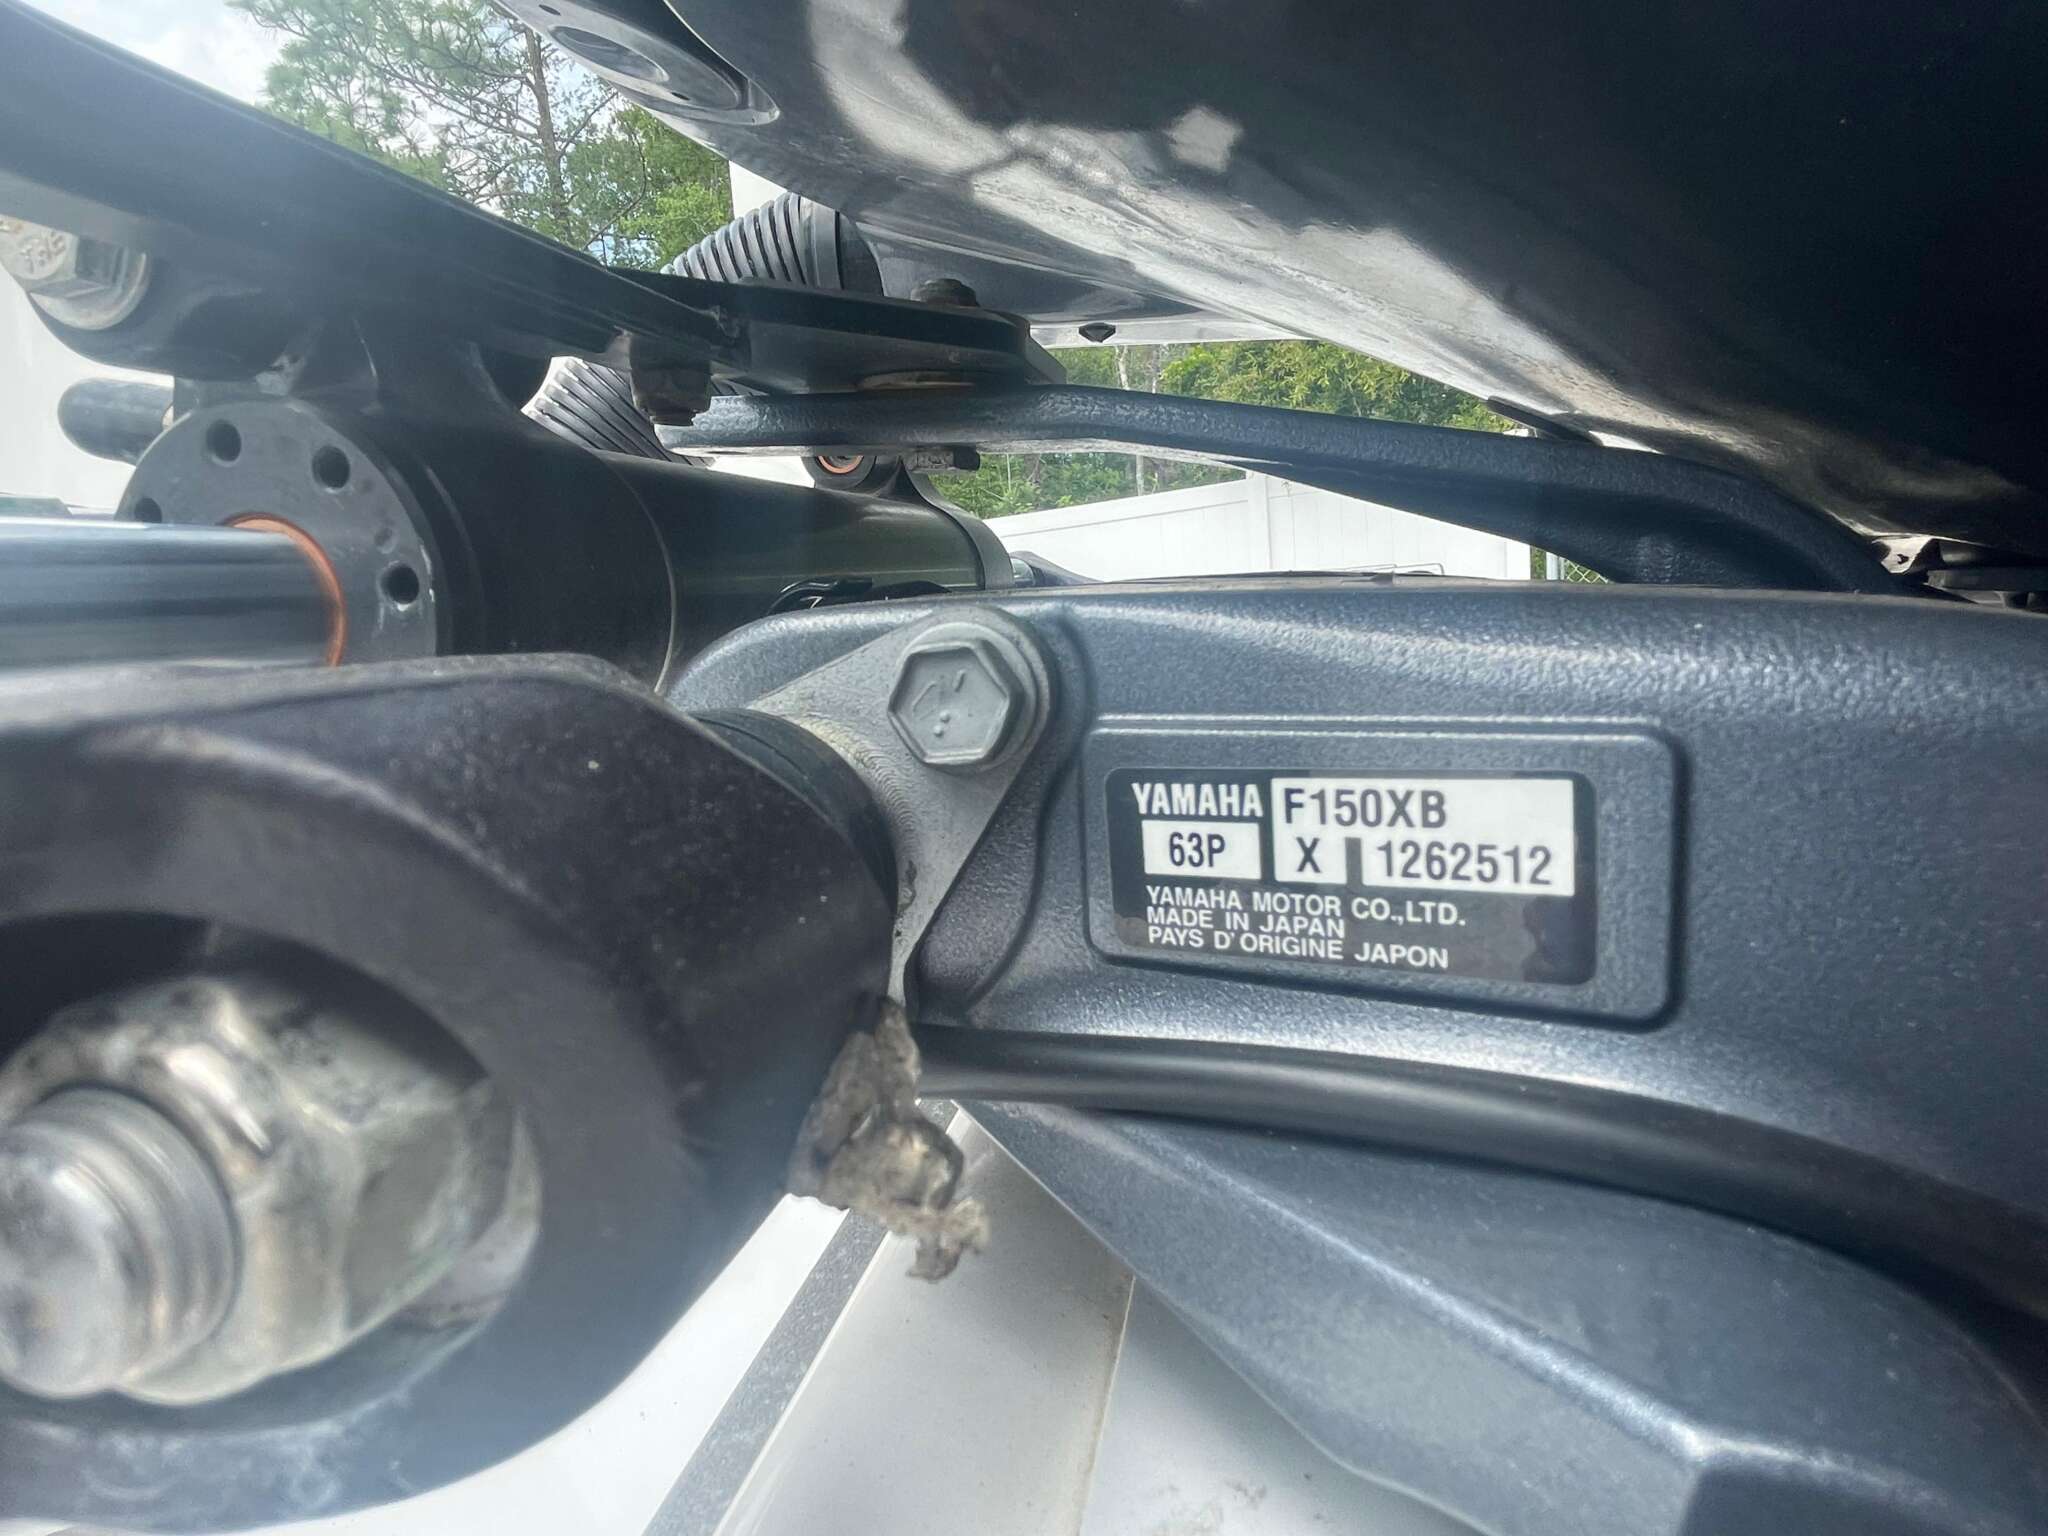 YAMAHA F150XB
63P X 1262512
YAMAHA MOTOR CO.,LTD.
MADE IN JAPAN
PAYS D'ORIGINE JAPON